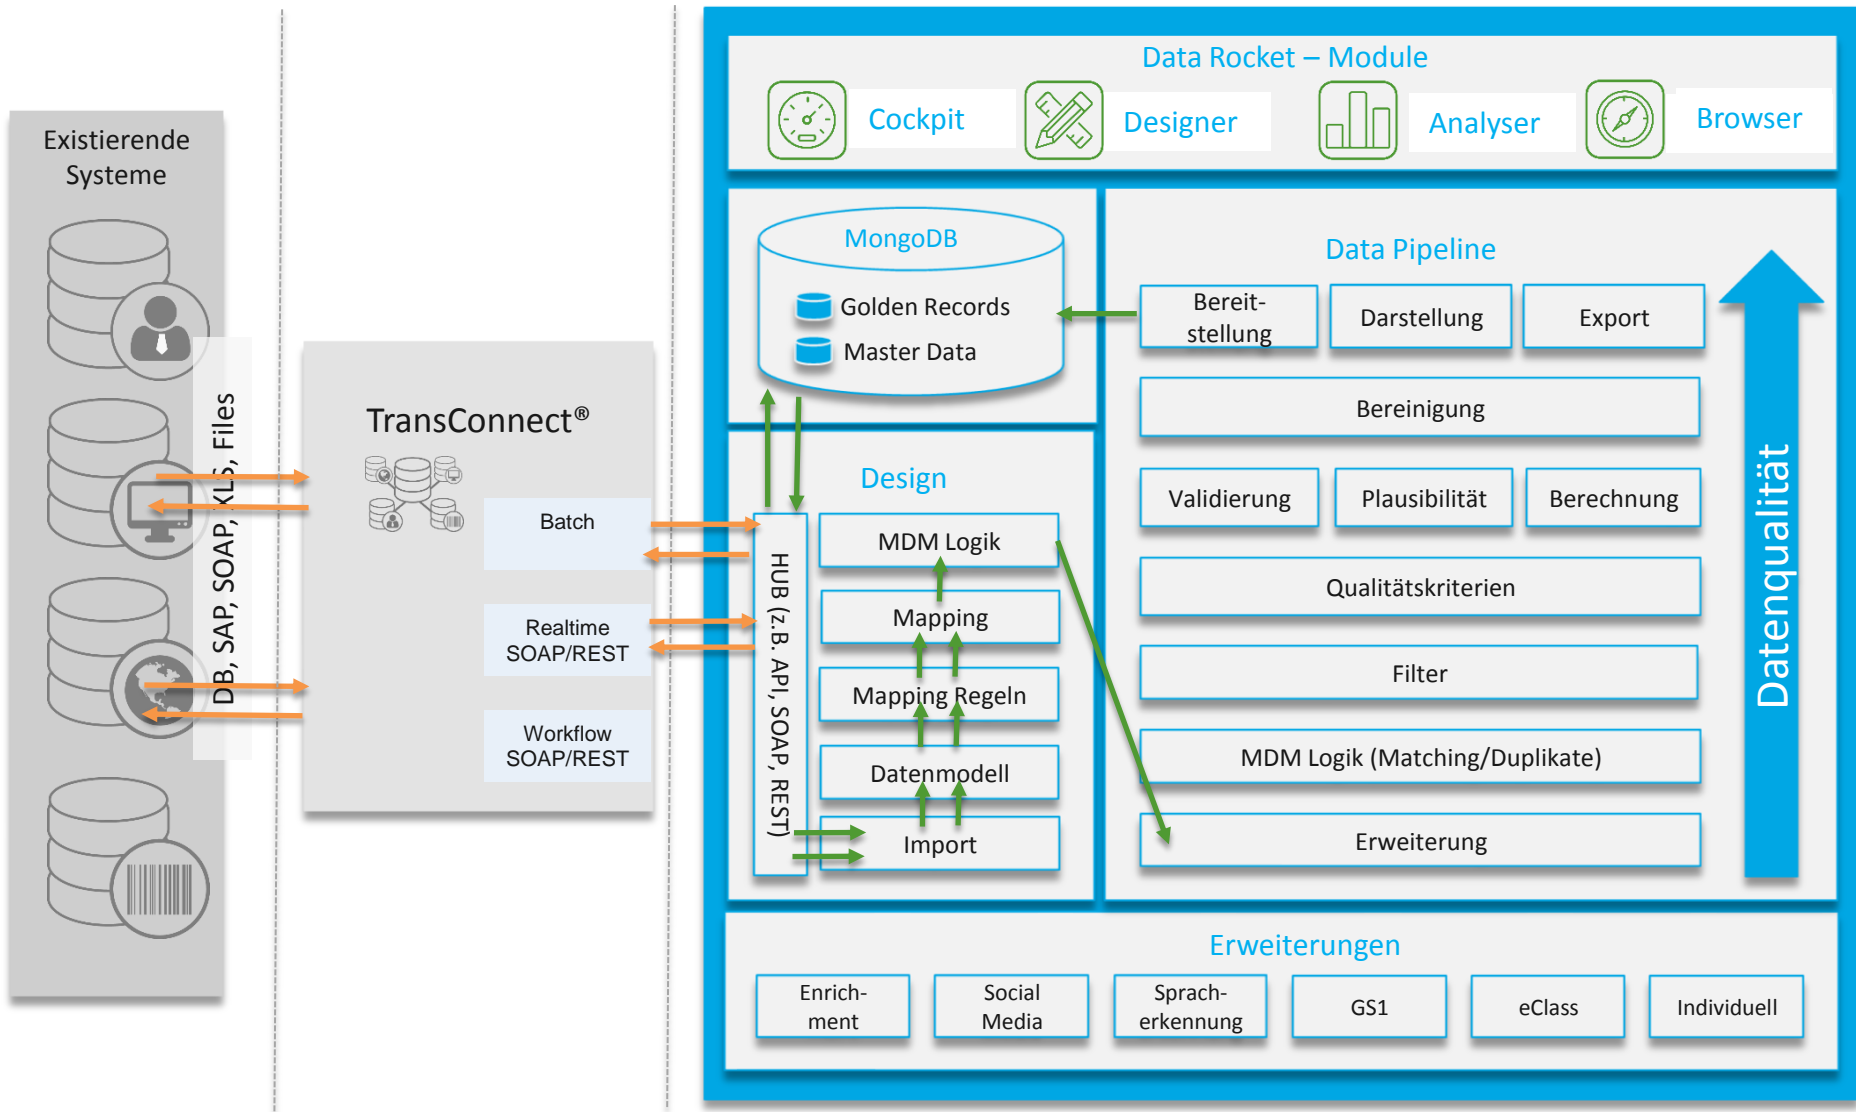 Existierende
Systeme
DB, SAP, SOAP, XLS, Files
TransConnect®
Batch
Realtime
SOAP/REST
Workflow
SOAP/REST
Data Rocket – Module
Cockpit
Designer
Analyser
Browser
MongoDB
Golden Records
Master Data
Design
HUB (z.B. API, SOAP, REST)
MDM Logik
Mapping
Mapping Regeln
Datenmodell
Import
Data Pipeline
Bereit-
stellung
Darstellung
Export
Bereinigung
Validierung
Plausibilität
Berechnung
Qualitätskriterien
Filter
MDM Logik (Matching/Duplikate)
Erweiterung
Datenqualität
Erweiterungen
Enrich-
ment
Social
Media
Sprach-
erkennung
GS1
eClass
Individuell